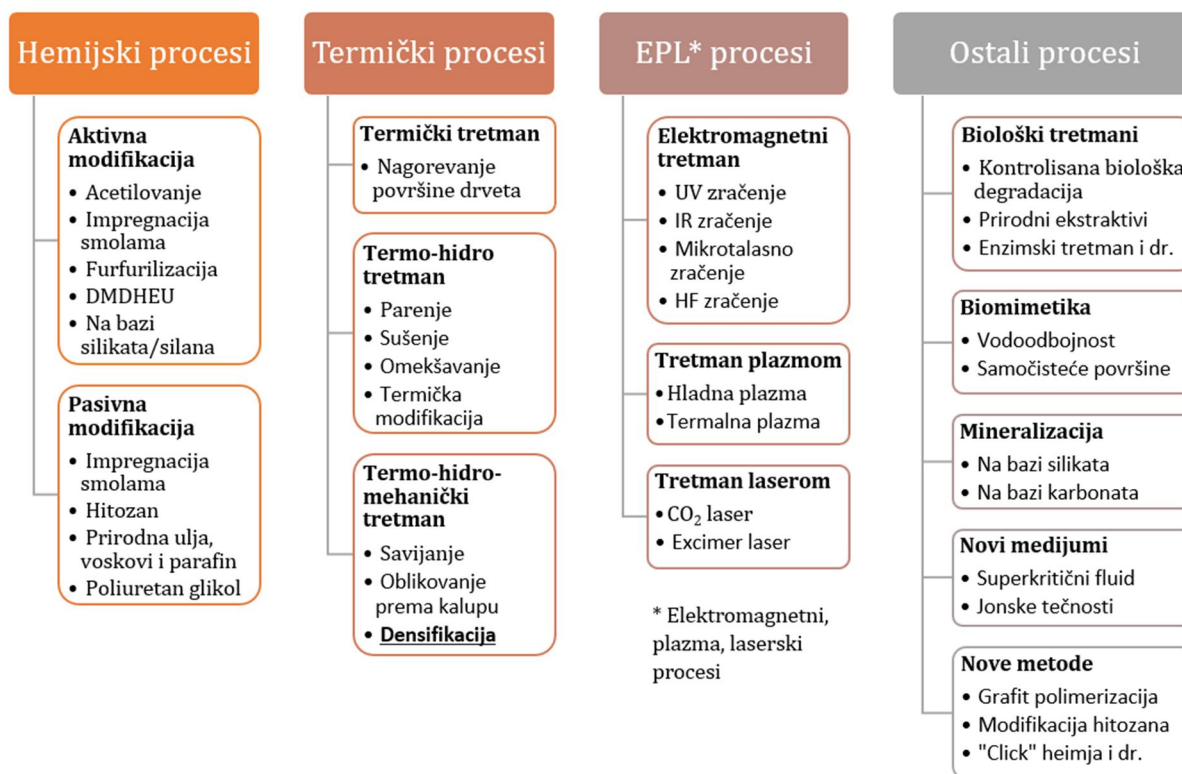 Hemijski procesi
Aktivna
modifikacija
• Acetilovanje
• Impregnacija
smolama
• Furfurilizacija
• DMDHEU
• Na bazi
silikata/silana
Pasivna
modifikacija
• Impregnacija
smolama
• Hitozan
• Prirodna ulja,
voskovi i parafin
• Poliuretan glikol
Termički procesi
Termički tretman
• Nagorevanje
površine drveta
Termo-hidro
tretman
• Parenje
• Sušenje
• Omekšavanje
• Termička
modifikacija
Termo-hidro-
mehanički
tretman
• Savijanje
• Oblikovanje
prema kalupu
• Densifikacija
EPL* procesi
Elektromagnetni
tretman
• UV zračenje
• IR zračenje
• Mikrotalasno
zračenje
• HF zračenje
Tretman plazmom
• Hladna plazma
• Termalna plazma
Tretman laserom
• CO₂ laser
• Excimer laser
* Elektromagnetni,
plazma, laserski
procesi
Ostali procesi
Biološki tretmani
• Kontrolisana biološka
degradacija
• Prirodni ekstraktivi
• Enzimski tretman i dr.
Biomimetika
• Vodoodbojnost
• Samočisteće površine
Mineralizacija
• Na bazi silikata
• Na bazi karbonata
Novi medijumi
• Superkritični fluid
• Jonske tečnosti
Nove metode
• Grafit polimerizacija
• Modifikacija hitozana
• "Click" heimja i dr.